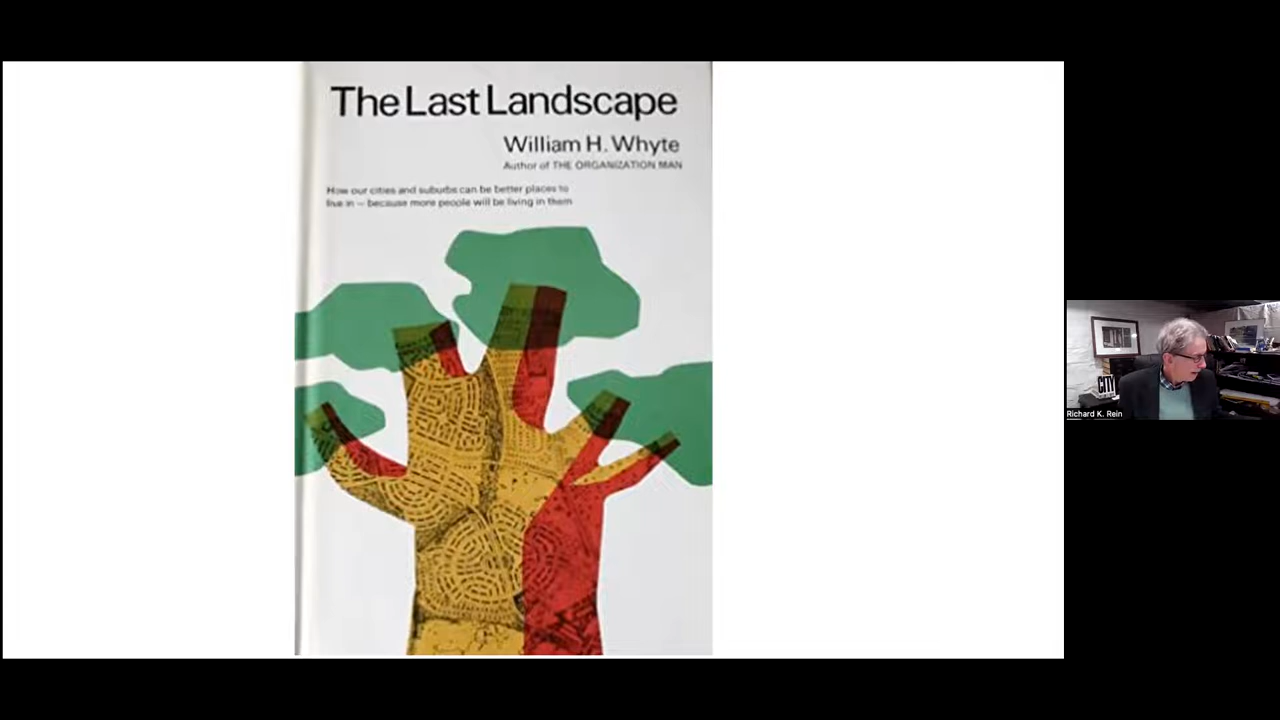 The Last Landscape
William H. Whyte
Author of THE ORGANIZATION MAN
How our cities and suburbs can be better places to
live in — because more people will be living in them
CITY
Richard K. Rein